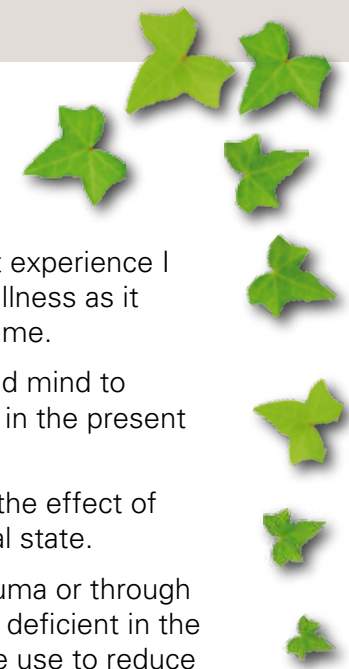 experience I
illness as it
me.
d mind to
in the present
the effect of
al state.
uma or through
deficient in the
e use to reduce